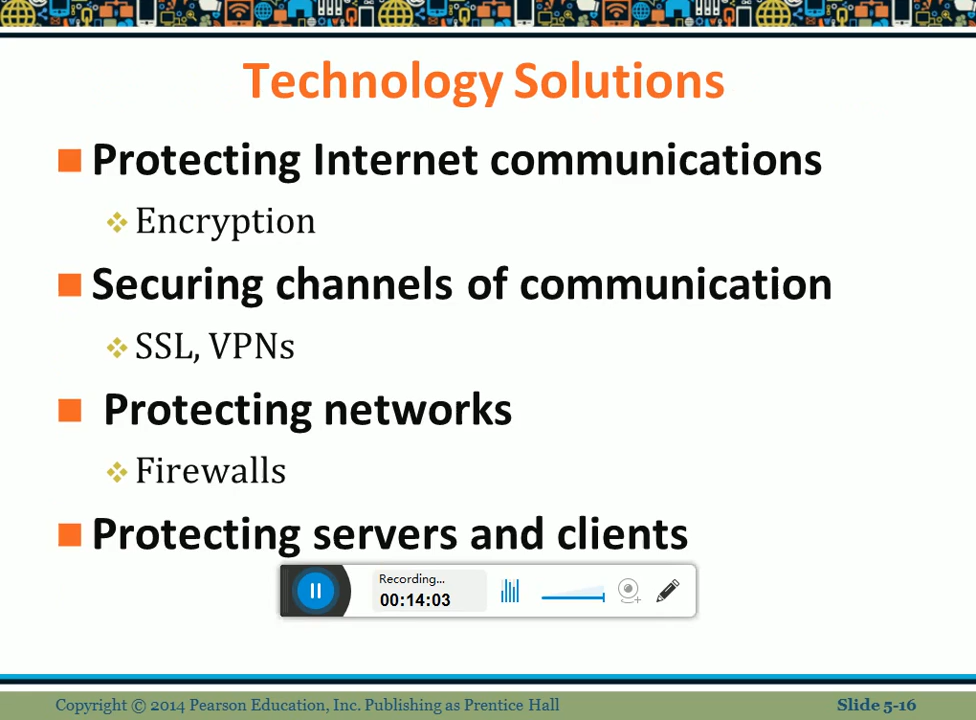 Technology Solutions
Protecting Internet communications
Encryption
Securing channels of communication
SSL, VPNs
Protecting networks
Firewalls
Protecting servers and clients
Recording...
00:14:03
Copyright © 2014 Pearson Education, Inc. Publishing as Prentice Hall
Slide 5-16